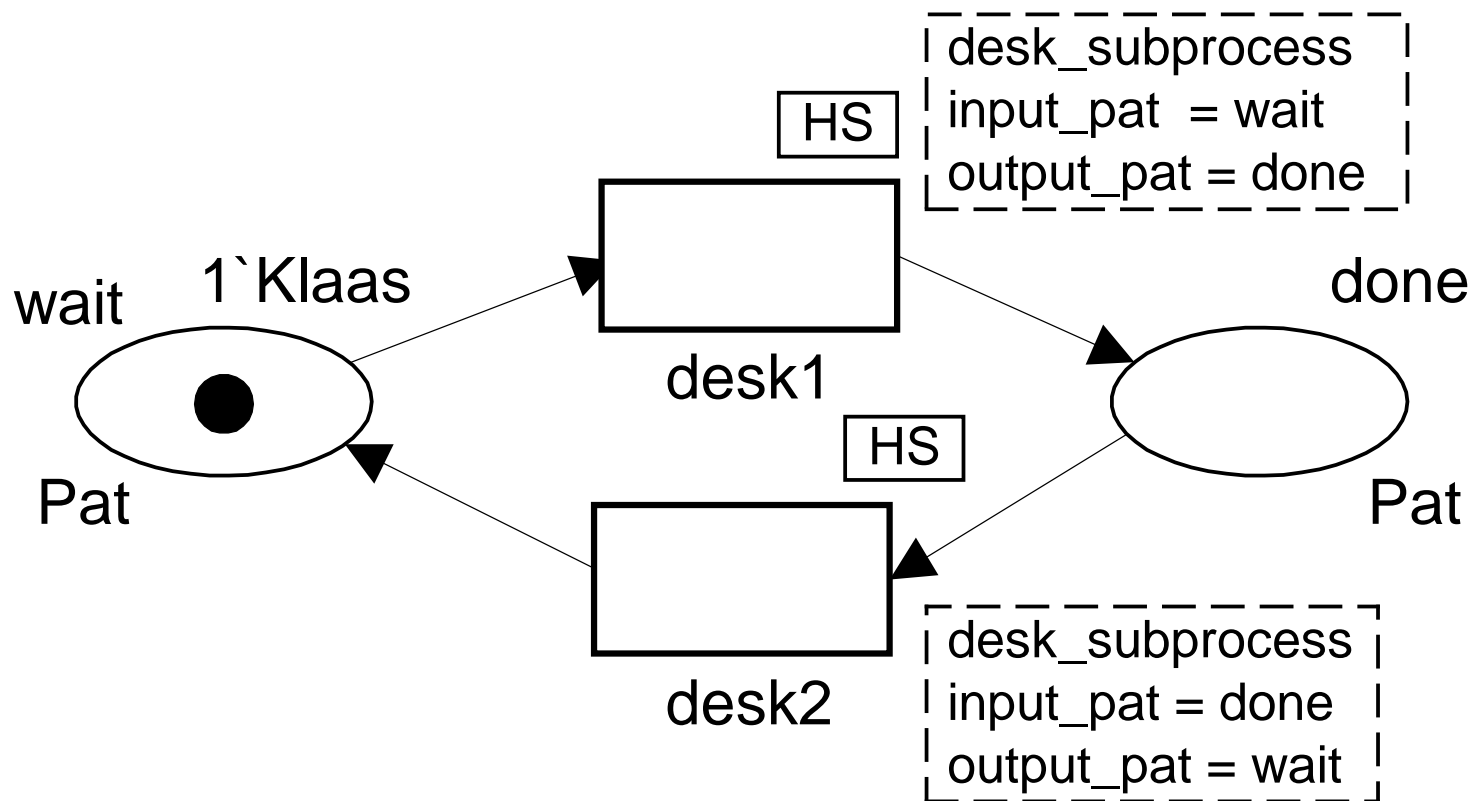 desk_subprocess
input_pat = wait
output_pat = done
HS
1`Klaas
wait
done
desk1
HS
Pat
Pat
desk_subprocess
input_pat = done
output_pat = wait
desk2